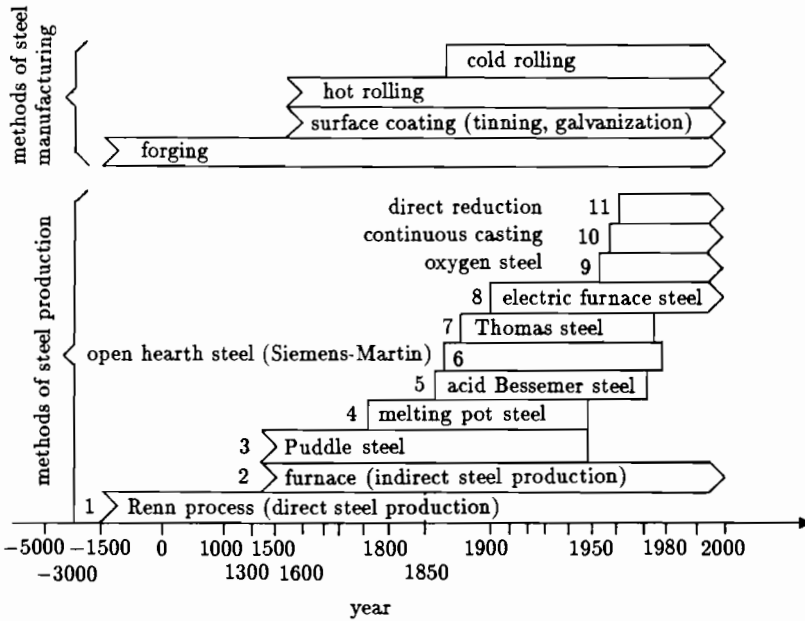 methods of steel
manufacturing
cold rolling
hot rolling
surface coating (tinning, galvanization)
forging
methods of steel production
direct reduction 11
continuous casting 10
oxygen steel 9
8 electric furnace steel
7 Thomas steel
open hearth steel (Siemens-Martin) 6
5 acid Bessemer steel
4 melting pot steel
3 Puddle steel
2 furnace (indirect steel production)
1 Renn process (direct steel production)
−5000 −1500 0 1000 1500 1800 1900 1950 1980 2000
−3000 1300 1600 1850
year